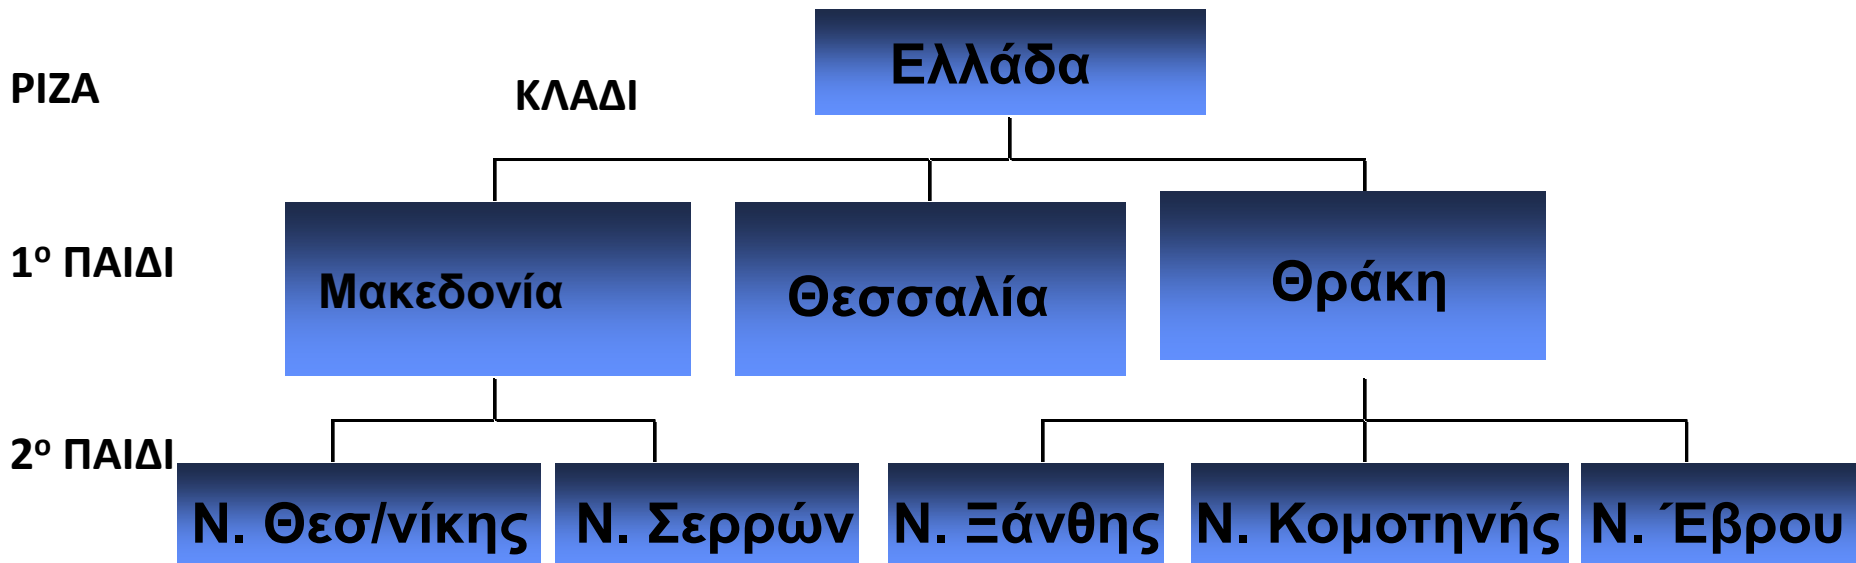 Ελλάδα
ΡΙΖΑ
ΚΛΑΔΙ
1ο ΠΑΙΔΙ
Μακεδονία
Θεσσαλία
Θράκη
2ο ΠΑΙΔΙ
Ν. Θεσ/νίκης
Ν. Σερρών
Ν. Ξάνθης
Ν. Κομοτηνής
Ν. Έβρου